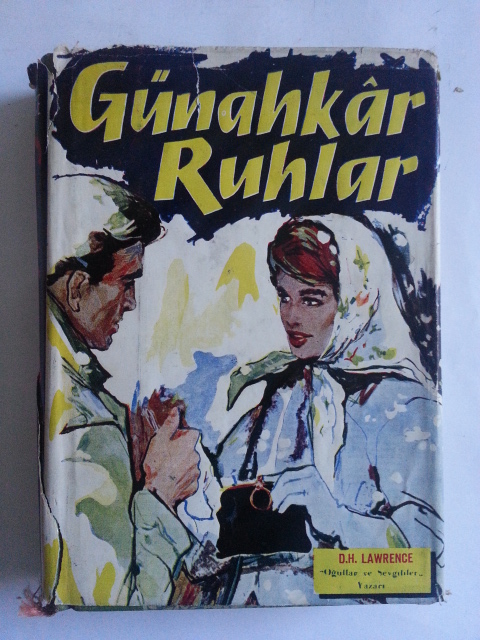 Günahkâr
Ruhlar
D.H. LAWRENCE
"Oğullar ve Sevgililer„
Yazarı